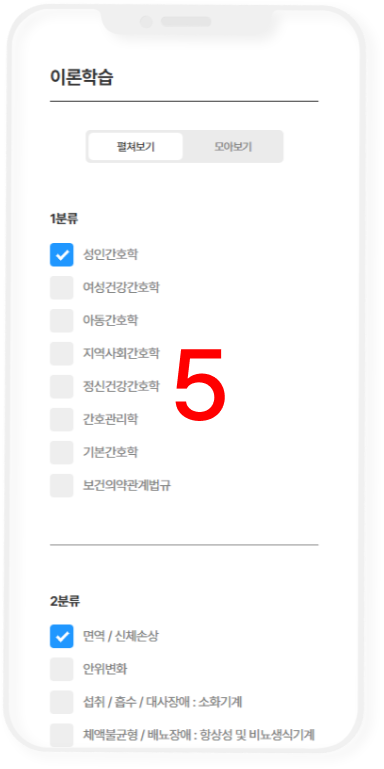 이론학습
펼쳐보기 모아보기
1분류
성인간호학
여성건강간호학
아동간호학
지역사회간호학
5
정신건강간호학
간호관리학
기본간호학
보건의약관계법규
2분류
면역 / 신체손상
안위변화
섭취 / 흡수 / 대사장애 : 소화기계
체액불균형 / 배뇨장애 : 항상성 및 비뇨생식기계